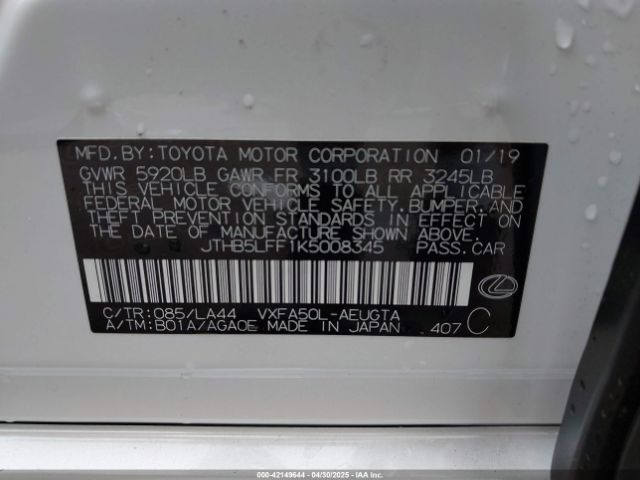 MFD. BY: TOYOTA MOTOR CORPORATION 01/19
GVWR 5920LB GAWR FR 3100LB RR 3245LB
THIS VEHICLE CONFORMS TO ALL APPLICABLE
FEDERAL MOTOR VEHICLE SAFETY, BUMPER, AND
THEFT PREVENTION STANDARDS IN EFFECT ON
THE DATE OF MANUFACTURE SHOWN ABOVE.
JTHB5LFF1K5008345 PASS. CAR
C/TR: 085/LA44 VXFA50L-AEUGTA
A/TM: B01A/AGA0E MADE IN JAPAN 407 C
000-42149644 - 04/30/2025 - IAAI.COM